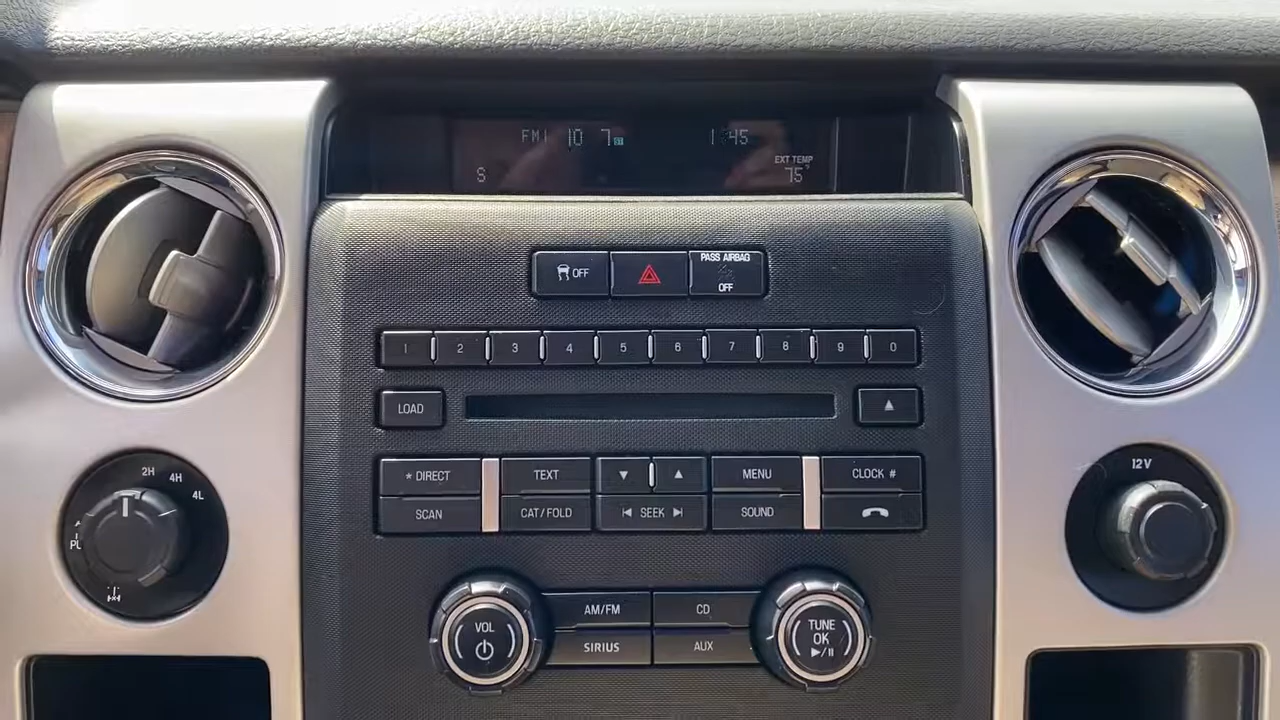 FM1 10 7
1:45
EXT TEMP
S 75°
OFF
PASS AIRBAG
OFF
1 2 3 4 5 6 7 8 9 0
LOAD
* DIRECT TEXT MENU CLOCK #
SCAN CAT/FOLD SEEK SOUND
2H 4H 4L
12V
VOL
AM/FM CD
SIRIUS AUX
TUNE
OK